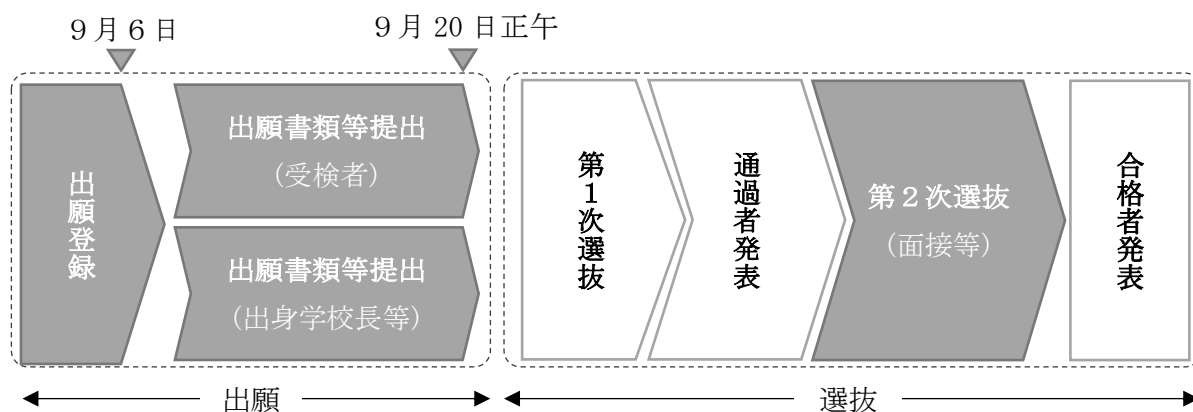 9月6日
9月20日正午
出願登録
出願書類等提出
(受検者)
出願書類等提出
(出身学校長等)
第1次選抜
通過者発表
第2次選抜
(面接等)
合格者発表
出願
選抜